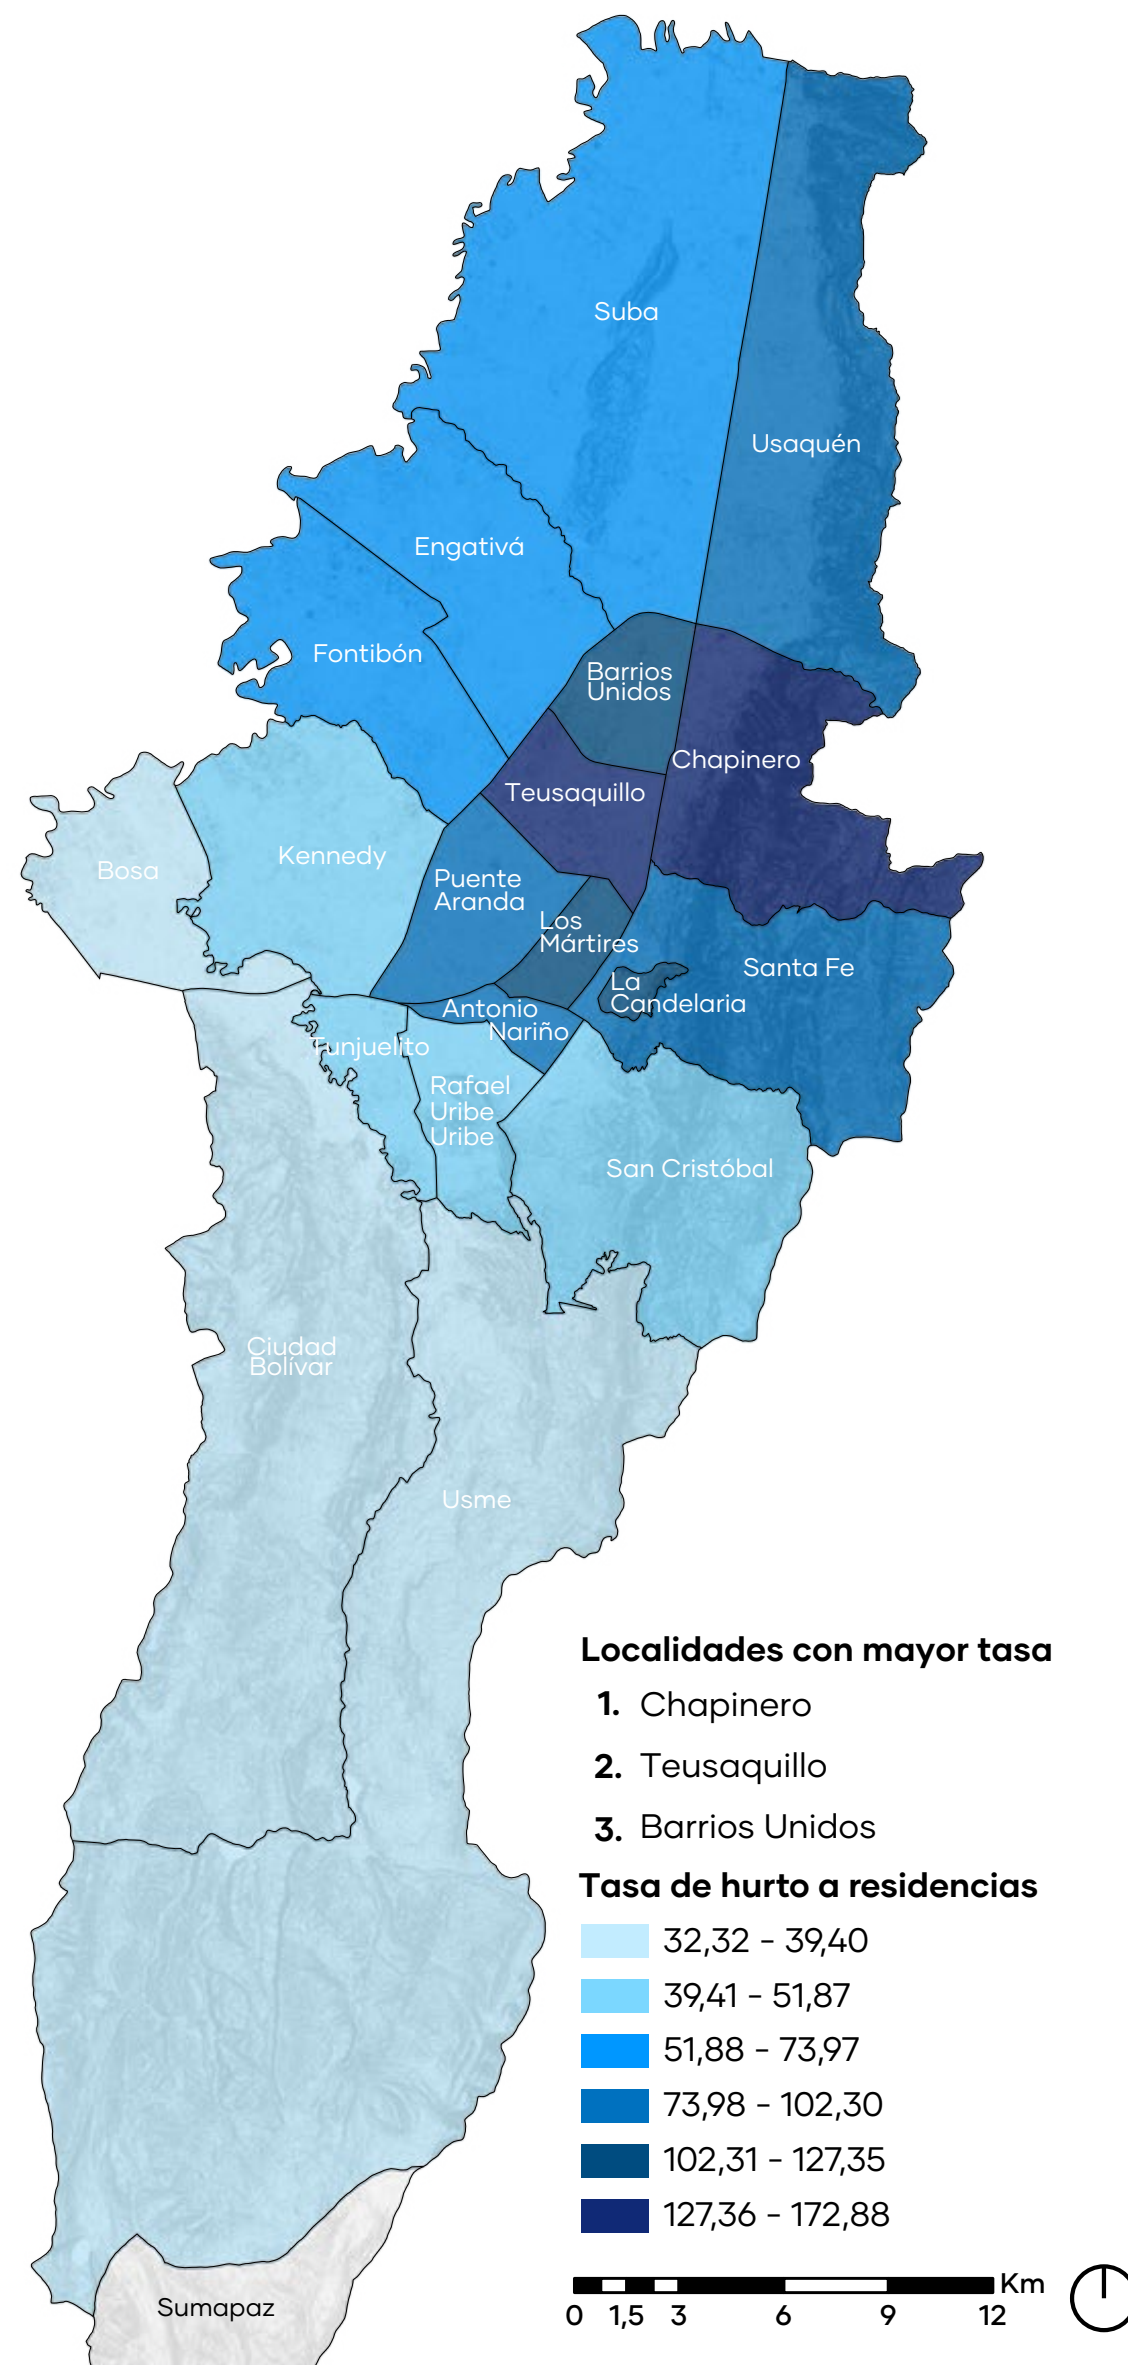 Suba
Usaquén
Engativá
Fontibón
Barrios
Unidos
Chapinero
Teusaquillo
Kennedy
Bosa
Puente
Aranda
Los
Mártires
Santa Fe
La
Candelaria
Antonio
Nariño
Tunjuelito
Rafael
Uribe
Uribe
San Cristóbal
Ciudad
Bolívar
Usme
Localidades con mayor tasa
1. Chapinero
2. Teusaquillo
3. Barrios Unidos
Tasa de hurto a residencias
32,32 - 39,40
39,41 - 51,87
51,88 - 73,97
73,98 - 102,30
102,31 - 127,35
127,36 - 172,88
Km
0 1,5 3 6 9 12
Sumapaz